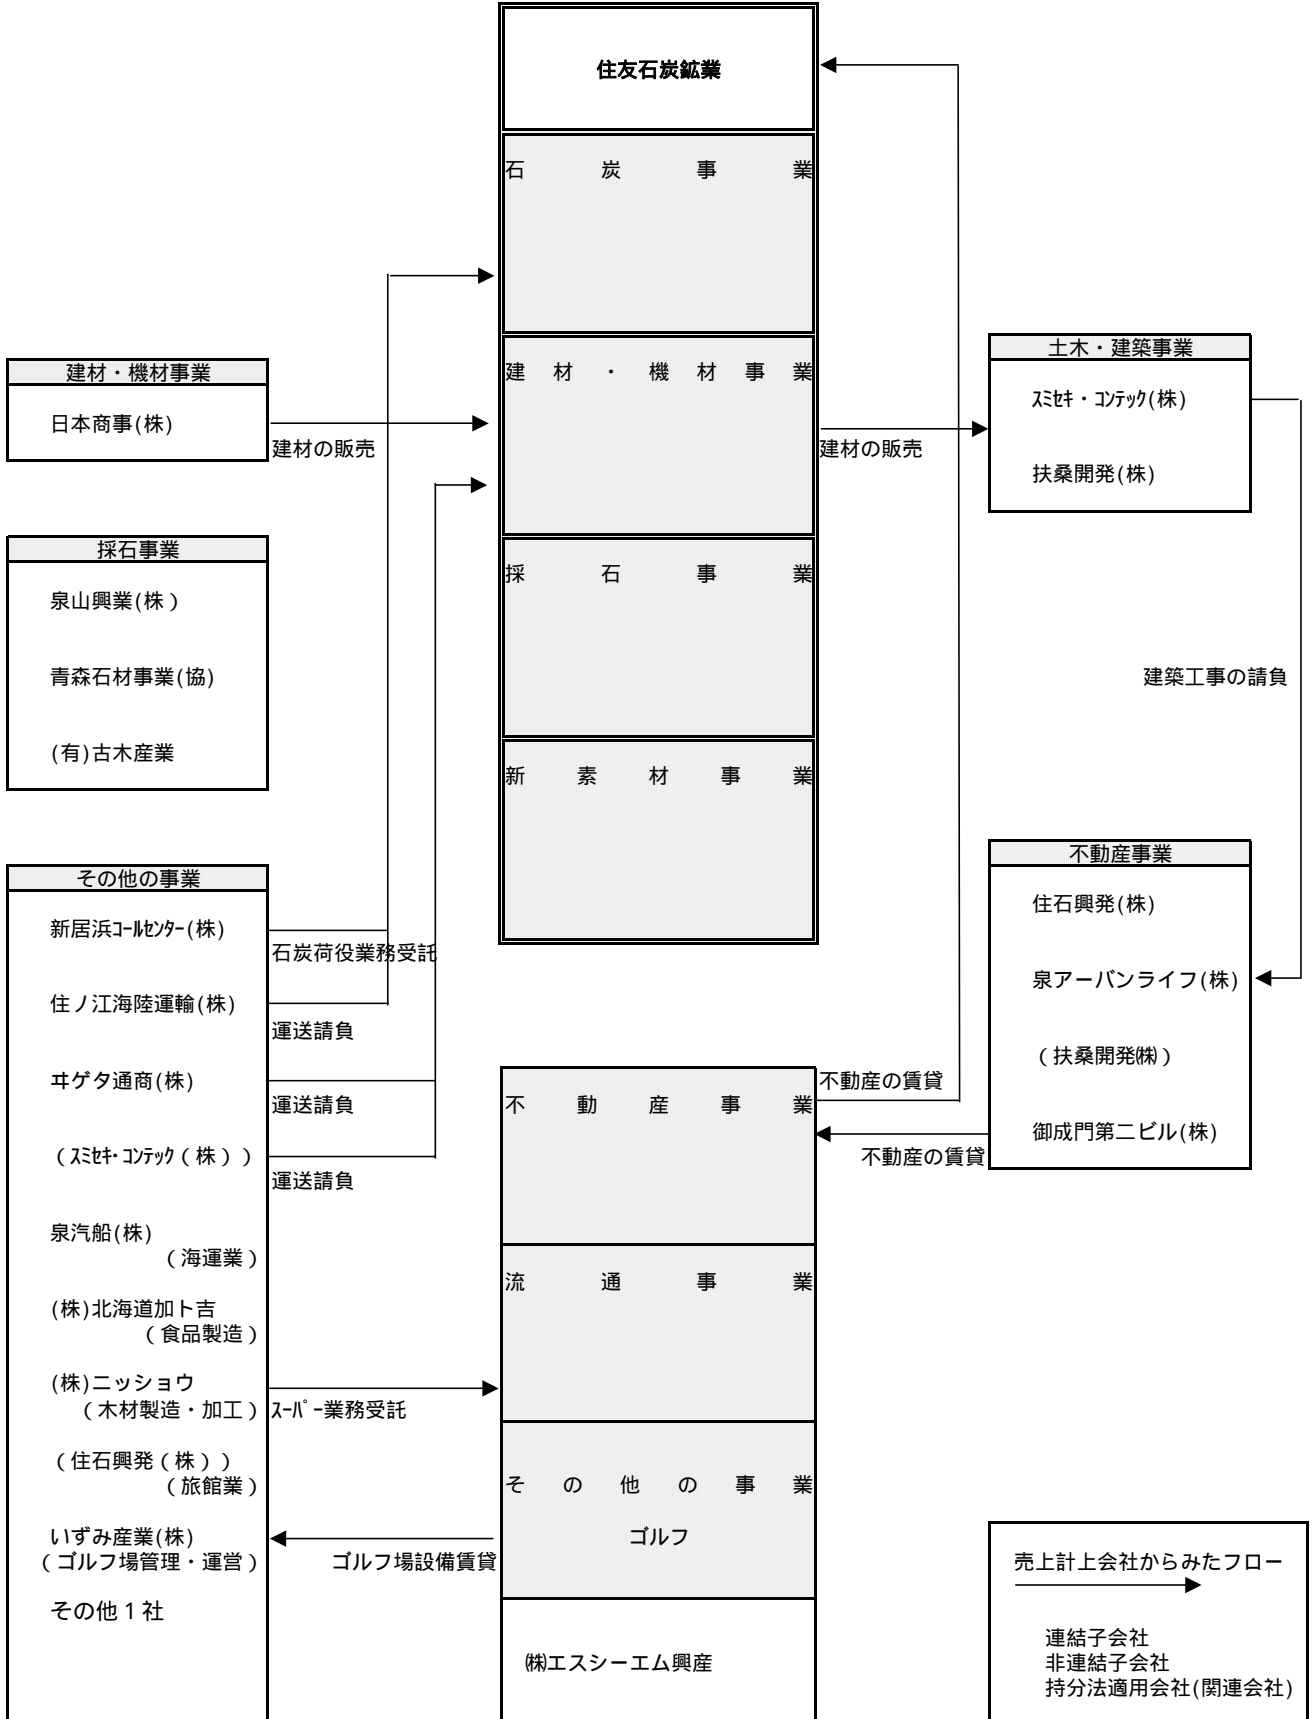 住友石炭鉱業
石炭事業
建材・機材事業
採石事業
新素材事業
建材・機材事業
日本商事(株)
建材の販売
採石事業
泉山興業(株）
青森石材事業(協)
(有)古木産業
その他の事業
新居浜ｺｰﾙｾﾝﾀｰ(株)
石炭荷役業務受託
住ノ江海陸運輸(株)
運送請負
ヰゲタ通商(株)
運送請負
（ｽﾐｾｷ･ｺﾝﾃｯｸ（株））
運送請負
泉汽船(株)
（海運業）
(株)北海道加ト吉
（食品製造）
(株)ニッショウ
（木材製造・加工）
ｽｰﾊﾟｰ業務受託
（住石興発（株））
（旅館業）
いずみ産業(株)
（ゴルフ場管理・運営）
ゴルフ場設備賃貸
その他１社
建材の販売
土木・建築事業
ｽﾐｾｷ・ｺﾝﾃｯｸ(株)
扶桑開発(株)
建築工事の請負
不動産事業
住石興発(株)
泉アーバンライフ(株)
（扶桑開発㈱）
御成門第二ビル(株)
不動産の賃貸
不動産の賃貸
不動産事業
流通事業
その他の事業
ゴルフ
㈱エスシーエム興産
売上計上会社からみたフロー
連結子会社
非連結子会社
持分法適用会社(関連会社)